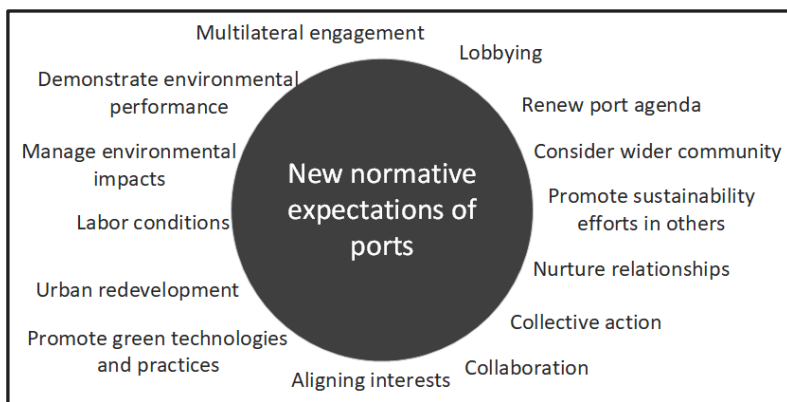 Multilateral engagement
Lobbying
Demonstrate environmental
performance
Renew port agenda
Manage environmental
impacts
Consider wider community
New normative
expectations of
ports
Promote sustainability
efforts in others
Labor conditions
Nurture relationships
Urban redevelopment
Collective action
Promote green technologies
and practices
Collaboration
Aligning interests